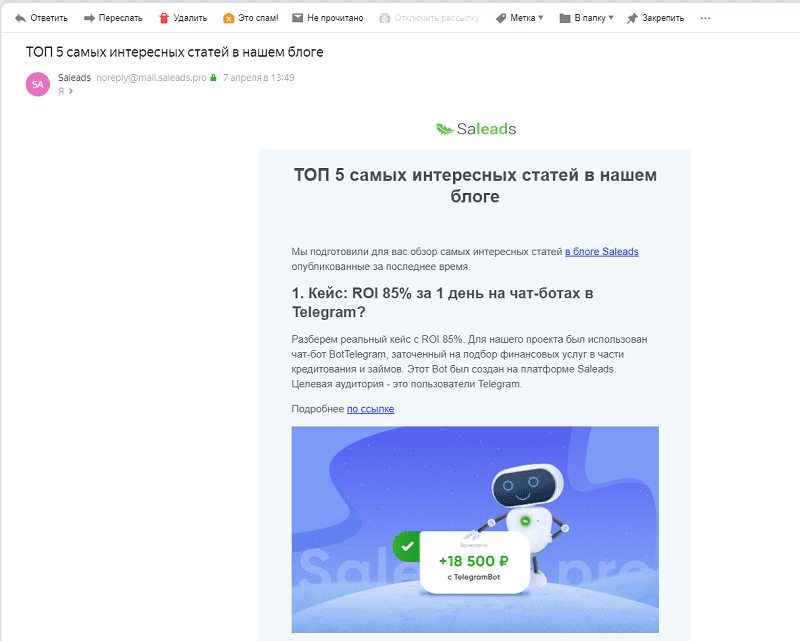 Ответить Переслать Удалить Это спам! Не прочитано Отключить рассылку Метка В папку Закрепить ...
ТОП 5 самых интересных статей в нашем блоге
SA
Saleads noreply@mail.saleads.pro 7 апреля в 13:49
Я >
Saleads
ТОП 5 самых интересных статей в нашем
блоге
Мы подготовили для вас обзор самых интересных статей в блоге Saleads
опубликованные за последнее время.
1. Кейс: ROI 85% за 1 день на чат-ботах в
Telegram?
Разберем реальный кейс с ROI 85%. Для нашего проекта был использован
чат-бот BotTelegram, заточенный на подбор финансовых услуг в части
кредитования и займов. Этот Bot был создан на платформе Saleads.
Целевая аудитория - это пользователи Telegram.
Подробнее по ссылке
Зачислено
+18 500 ₽
с TelegramBot
Sale pro